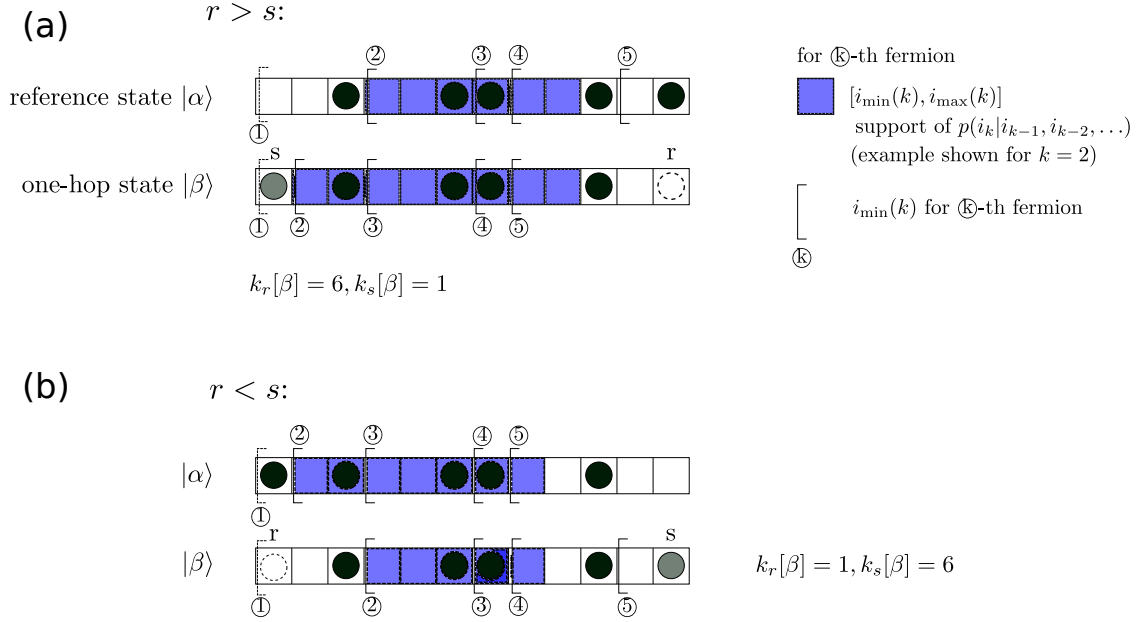 (a)
r > s:
② ③ ④ ⑤
reference state |α⟩
①
s r
one-hop state |β⟩
① ② ③ ④ ⑤
k_r[β] = 6, k_s[β] = 1
for ⓚ-th fermion
[i_min(k), i_max(k)]
support of p(i_k|i_{k−1}, i_{k−2}, . . .)
(example shown for k = 2)
i_min(k) for ⓚ-th fermion
ⓚ
(b)
r < s:
② ③ ④ ⑤
|α⟩
①
r s
|β⟩
① ② ③ ④ ⑤
k_r[β] = 1, k_s[β] = 6